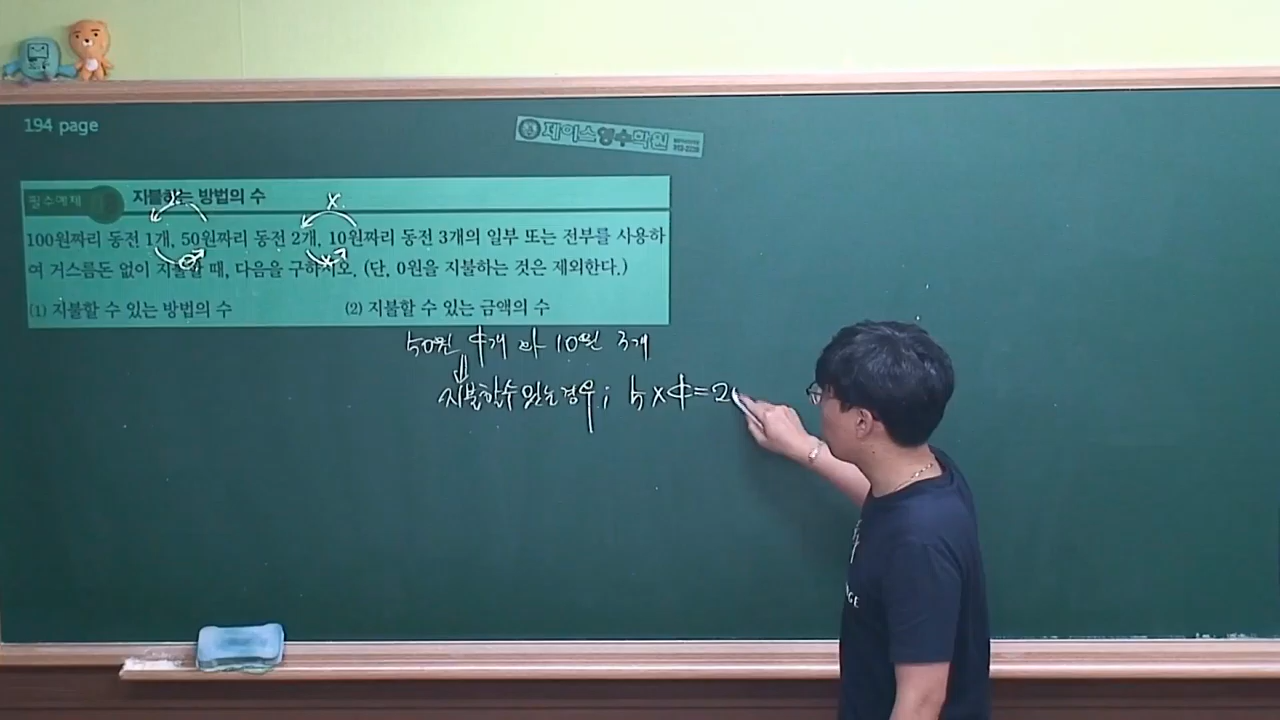 194 page
제이스영수학원
필수예제
지불하는 방법의 수
100원짜리 동전 1개, 50원짜리 동전 2개, 10원짜리 동전 3개의 일부 또는 전부를 사용하
여 거스름돈 없이 지불할 때, 다음을 구하시오. (단, 0원을 지불하는 것은 제외한다.)
(1) 지불할 수 있는 방법의 수
(2) 지불할 수 있는 금액의 수
50원 4개 와 10원 3개
지불할수 있는 경우; 5×4=2